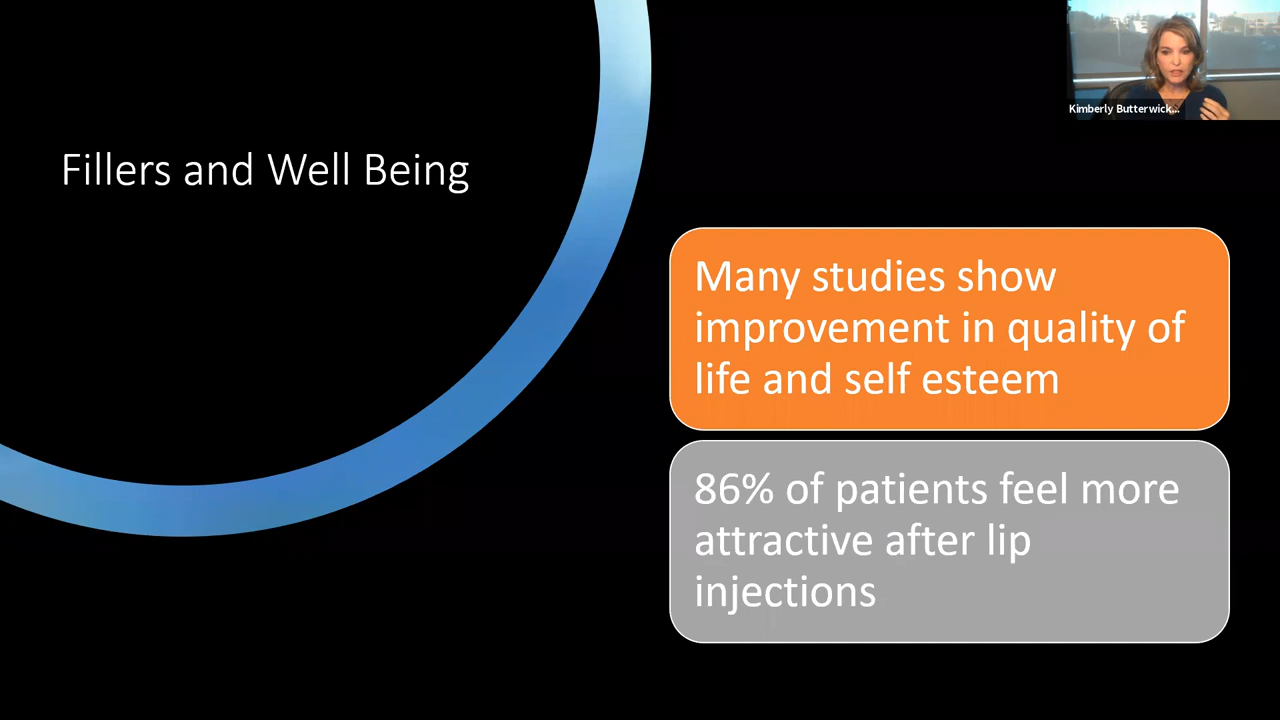 Kimberly Butterwick...
Fillers and Well Being
Many studies show
improvement in quality of
life and self esteem
86% of patients feel more
attractive after lip
injections